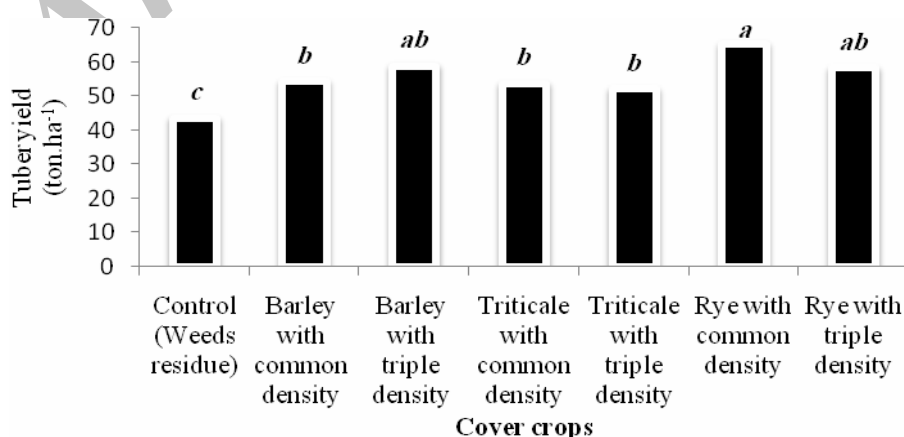 70
60
50
40
30
20
10
0
Tuber yield
(ton.ha-1)
c
b
ab
b
b
a
ab
Control
(Weeds
residue)
Barley
with
common
density
Barley
with
triple
density
Triticale
with
common
density
Triticale
with triple
density
Rye with
common
density
Rye with
triple
density
Cover crops